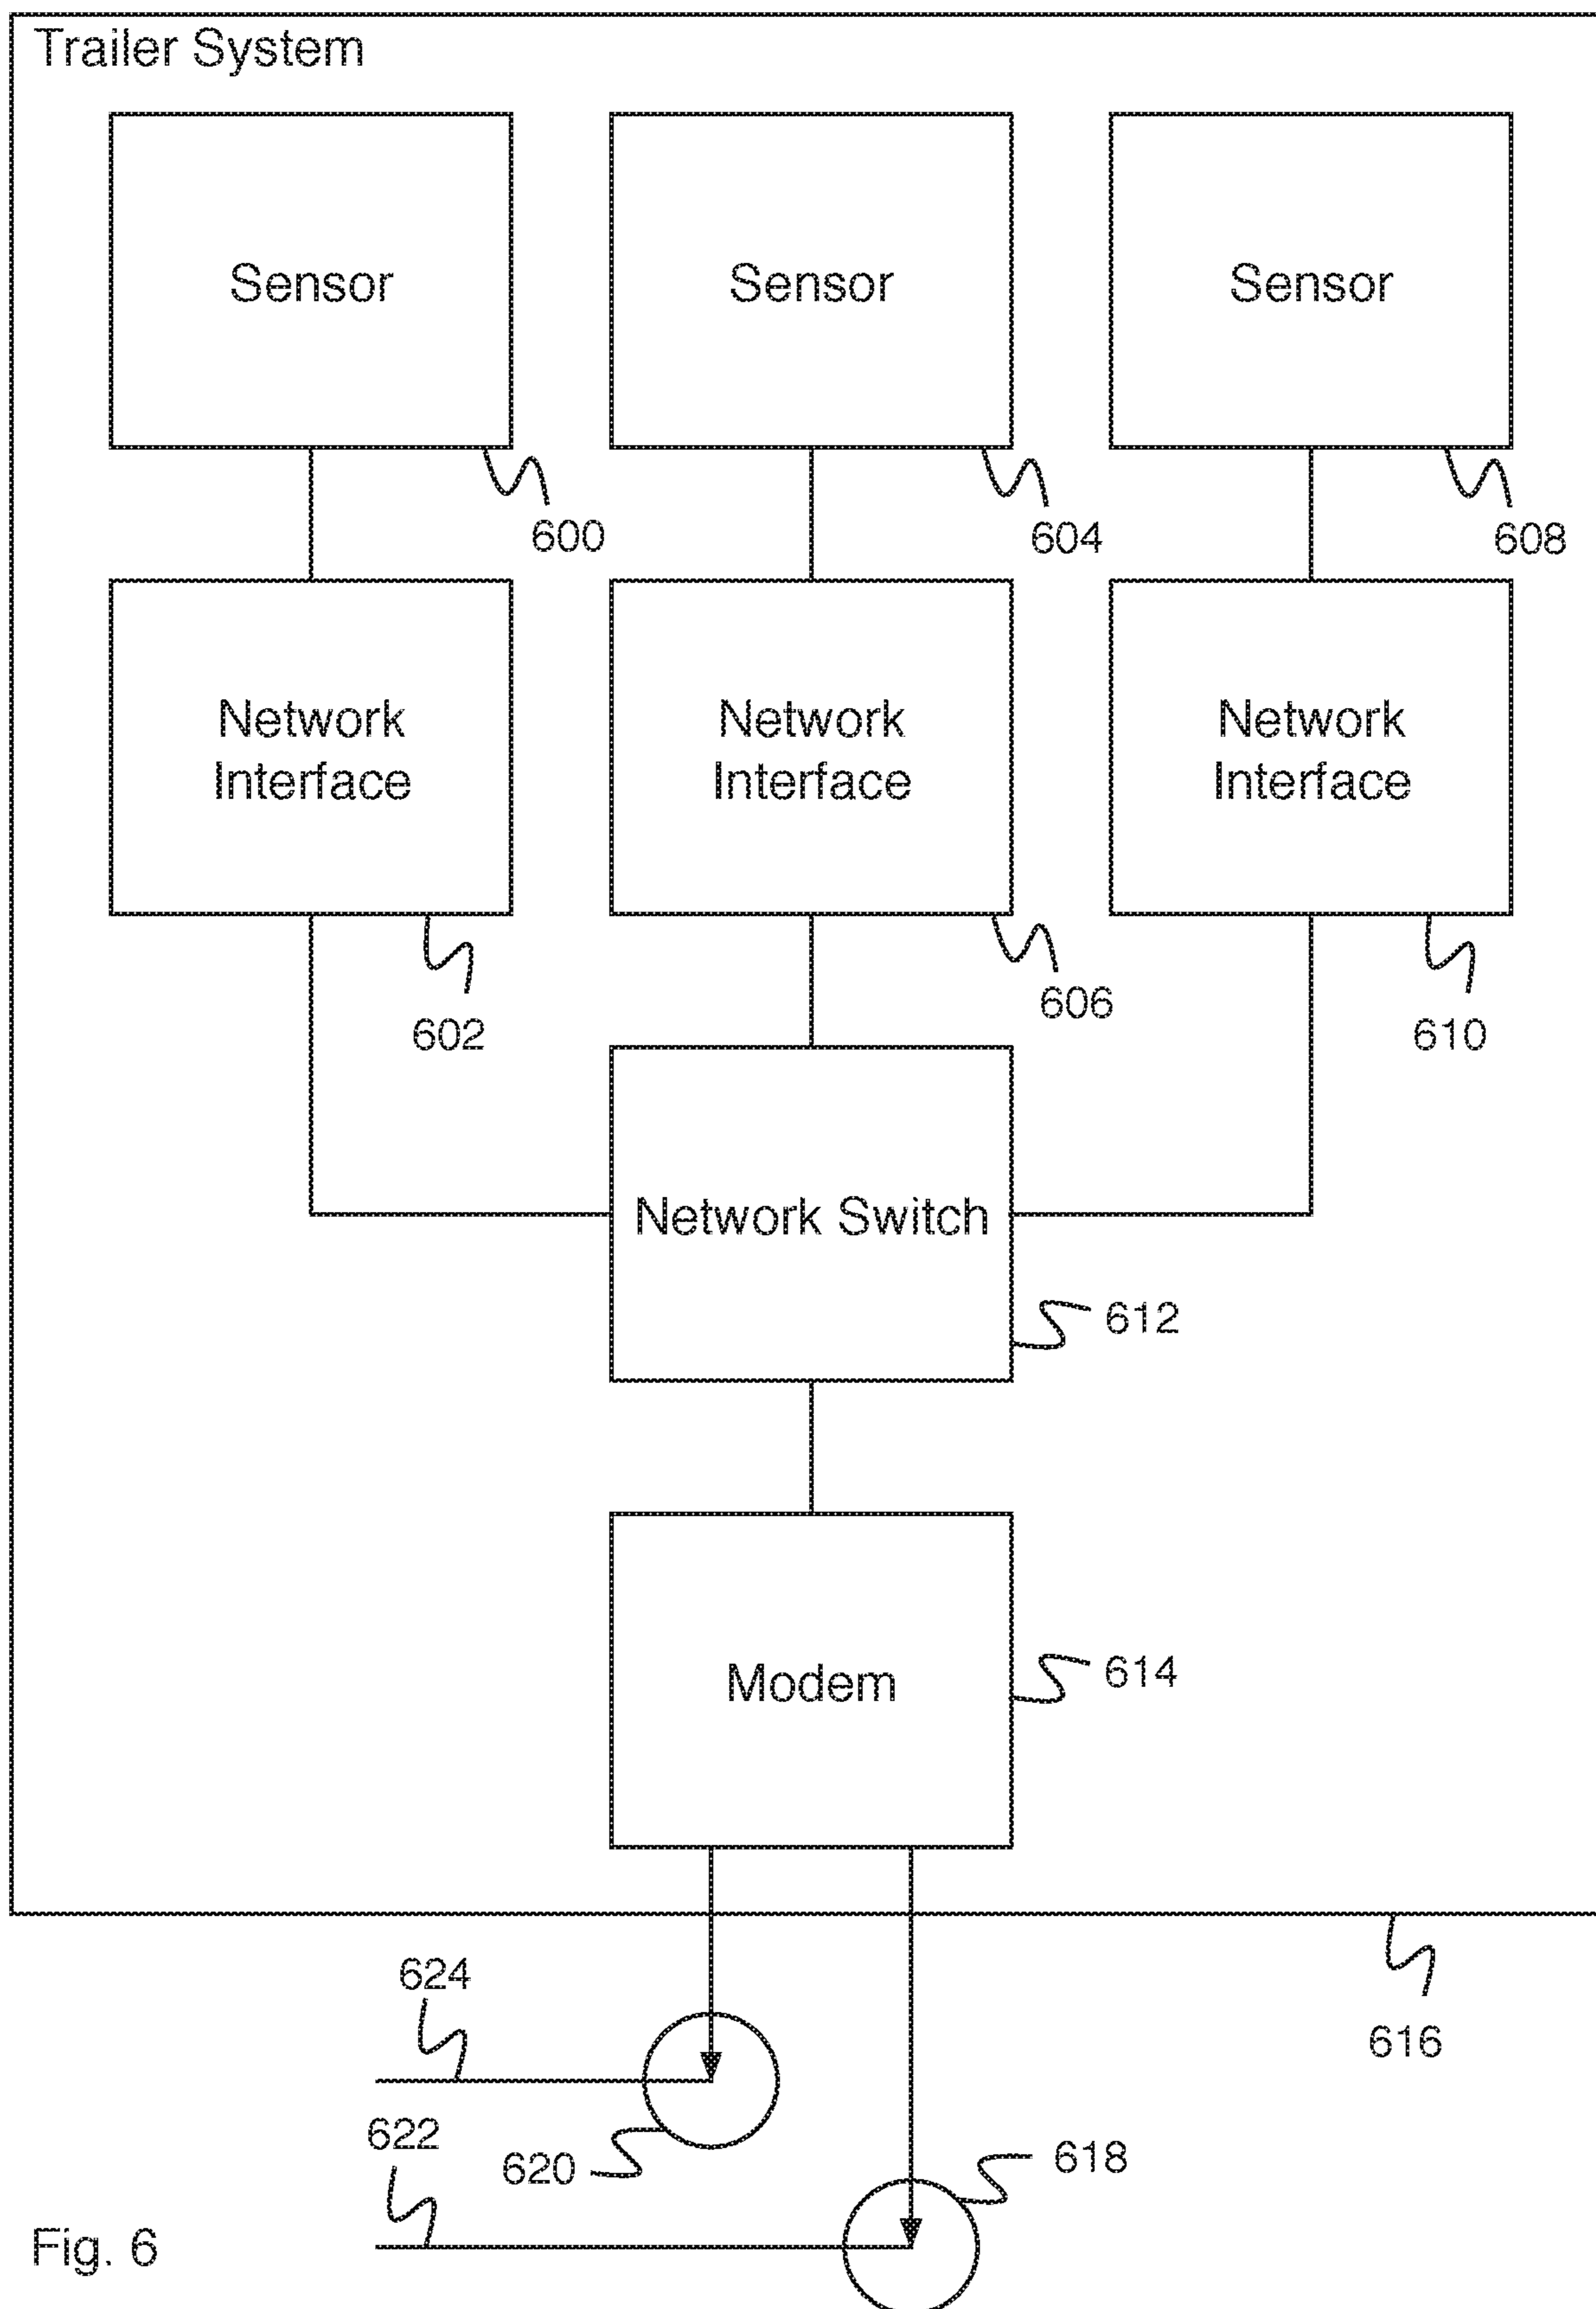 Trailer System
Sensor
Sensor
Sensor
600
604
608
Network
Interface
Network
Interface
Network
Interface
602
606
610
Network Switch
612
Modem
614
616
624
622
620
618
Fig. 6